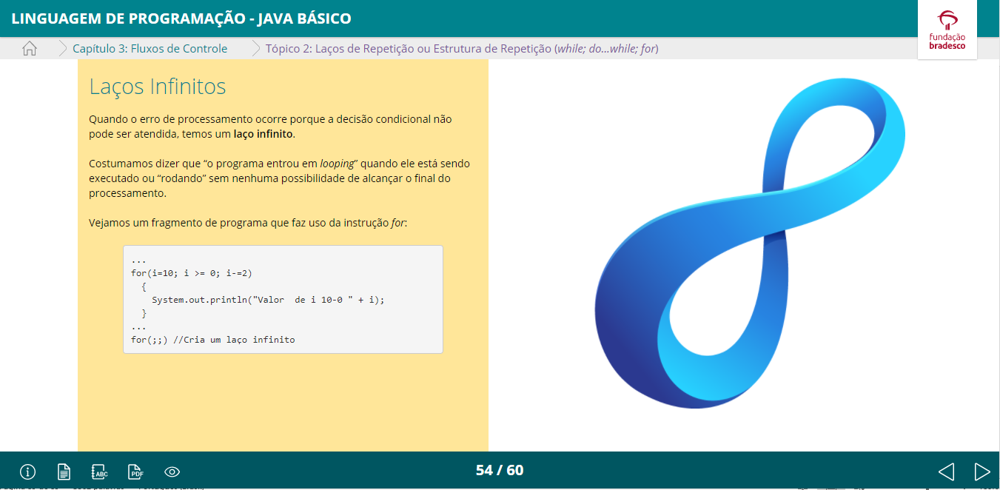 LINGUAGEM DE PROGRAMAÇÃO - JAVA BÁSICO
fundação
bradesco
Capítulo 3: Fluxos de Controle
Tópico 2: Laços de Repetição ou Estrutura de Repetição (while; do...while; for)
Laços Infinitos
Quando o erro de processamento ocorre porque a decisão condicional não
pode ser atendida, temos um laço infinito.
Costumamos dizer que “o programa entrou em looping” quando ele está sendo
executado ou “rodando” sem nenhuma possibilidade de alcançar o final do
processamento.
Vejamos um fragmento de programa que faz uso da instrução for:
...
for(i=10; i >= 0; i-=2)
{
System.out.println("Valor  de i 10-0 " + i);
}
...
for(;;) //Cria um laço infinito
ABC
PDF
54 / 60